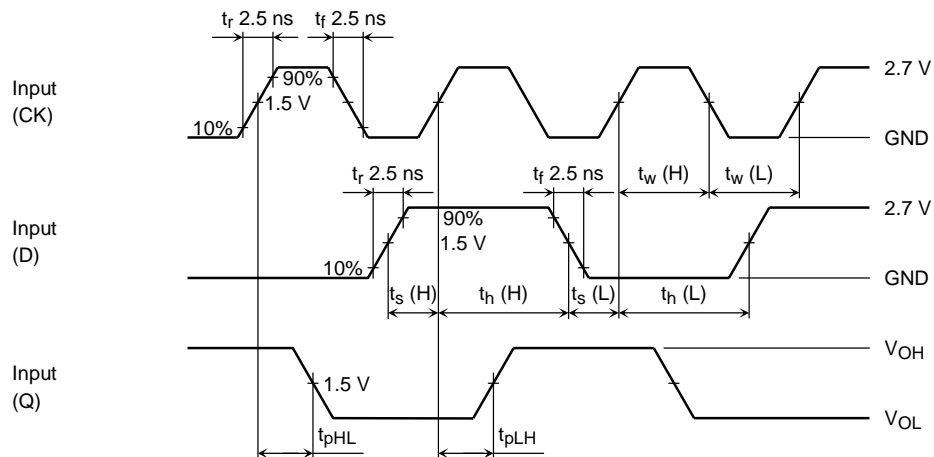 tr 2.5 ns tf 2.5 ns
Input
(CK)
90%
1.5 V
10%
2.7 V
GND
tw (H) tw (L)
tr 2.5 ns tf 2.5 ns
Input
(D)
90%
1.5 V
10%
2.7 V
GND
ts (H) th (H) ts (L) th (L)
Input
(Q)
1.5 V
VOH
VOL
tpHL tpLH